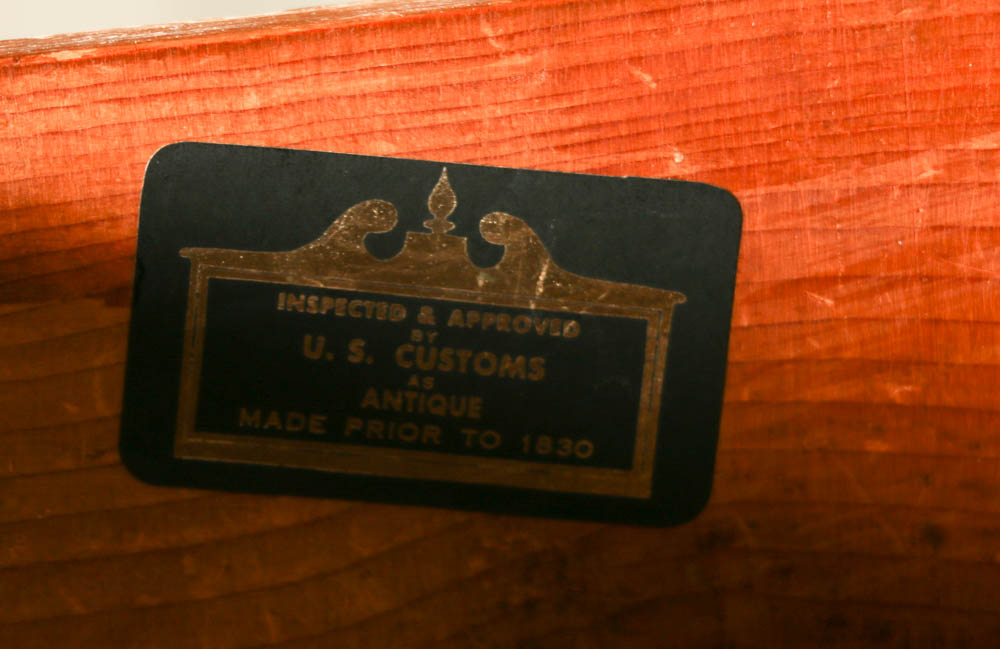 INSPECTED & APPROVED
BY
U. S. CUSTOMS
AS
ANTIQUE
MADE PRIOR TO 1830